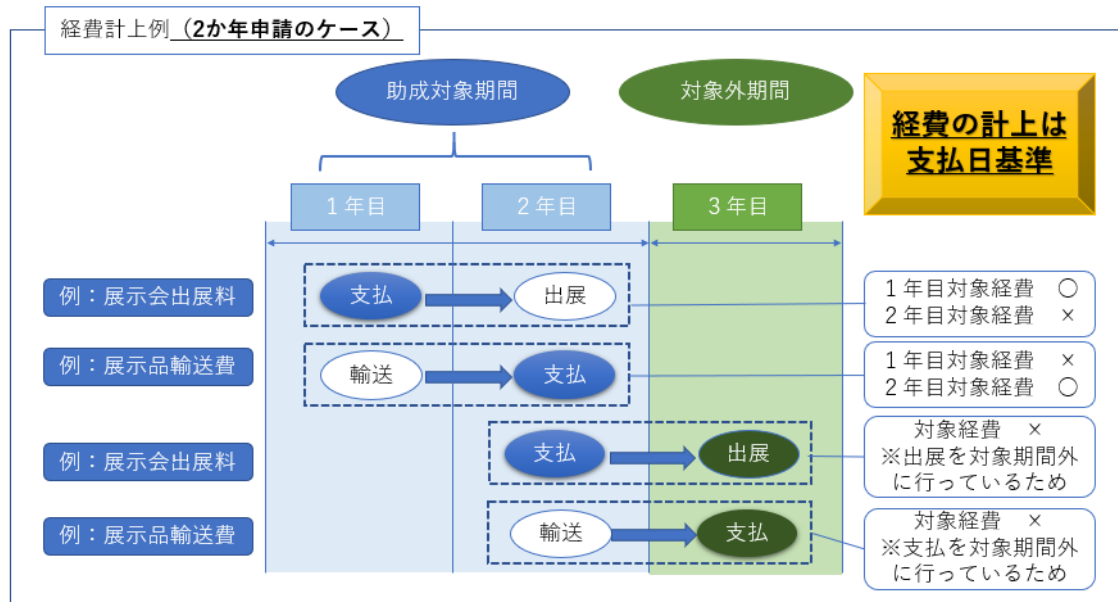 経費計上例（2か年申請のケース）
助成対象期間
対象外期間
経費の計上は
支払日基準
１年目
２年目
３年目
例：展示会出展料
支払
出展
１年目対象経費　○
２年目対象経費　×
例：展示品輸送費
輸送
支払
１年目対象経費　×
２年目対象経費　○
例：展示会出展料
支払
出展
対象経費　×
※出展を対象期間外
に行っているため
例：展示品輸送費
輸送
支払
対象経費　×
※支払を対象期間外
に行っているため